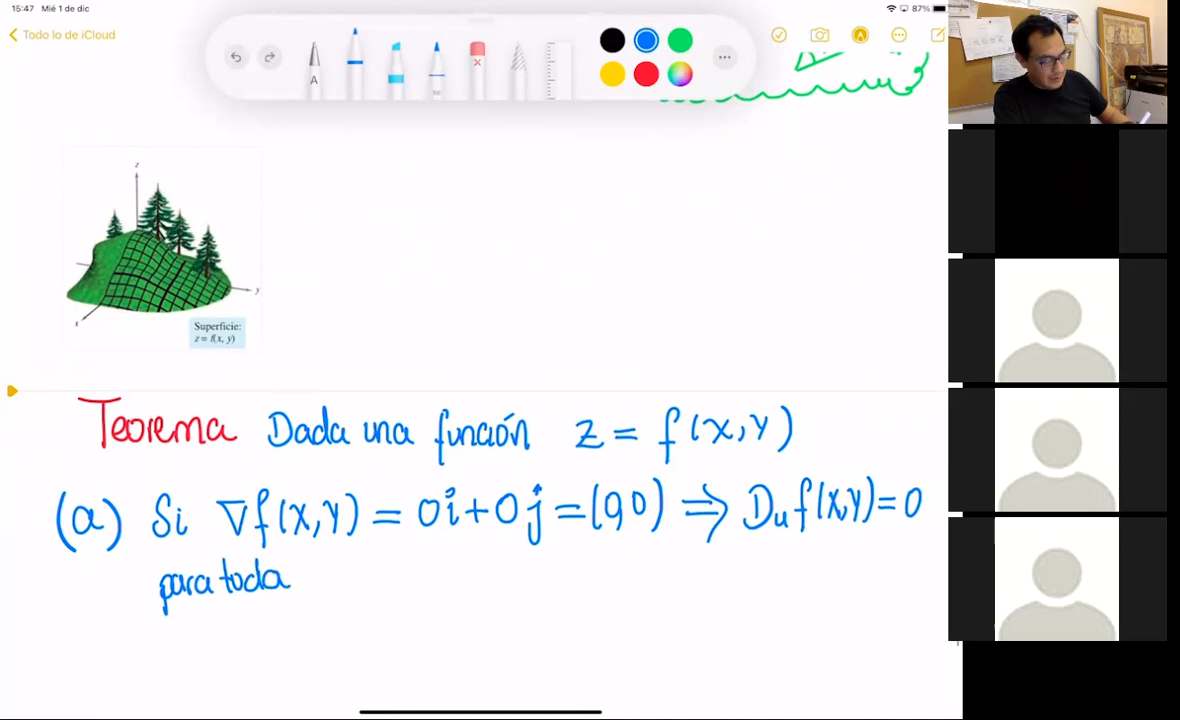 15:47 Mié 1 de dic
87%
Todo lo de iCloud
A
z
y
x
Superficie:
z = f(x, y)
Teorema Dada una función z = f(x,y)
(a) Si ∇f(x,y) = 0i+0j =(0,0) ⇒ Duf(x,y)=0
para toda